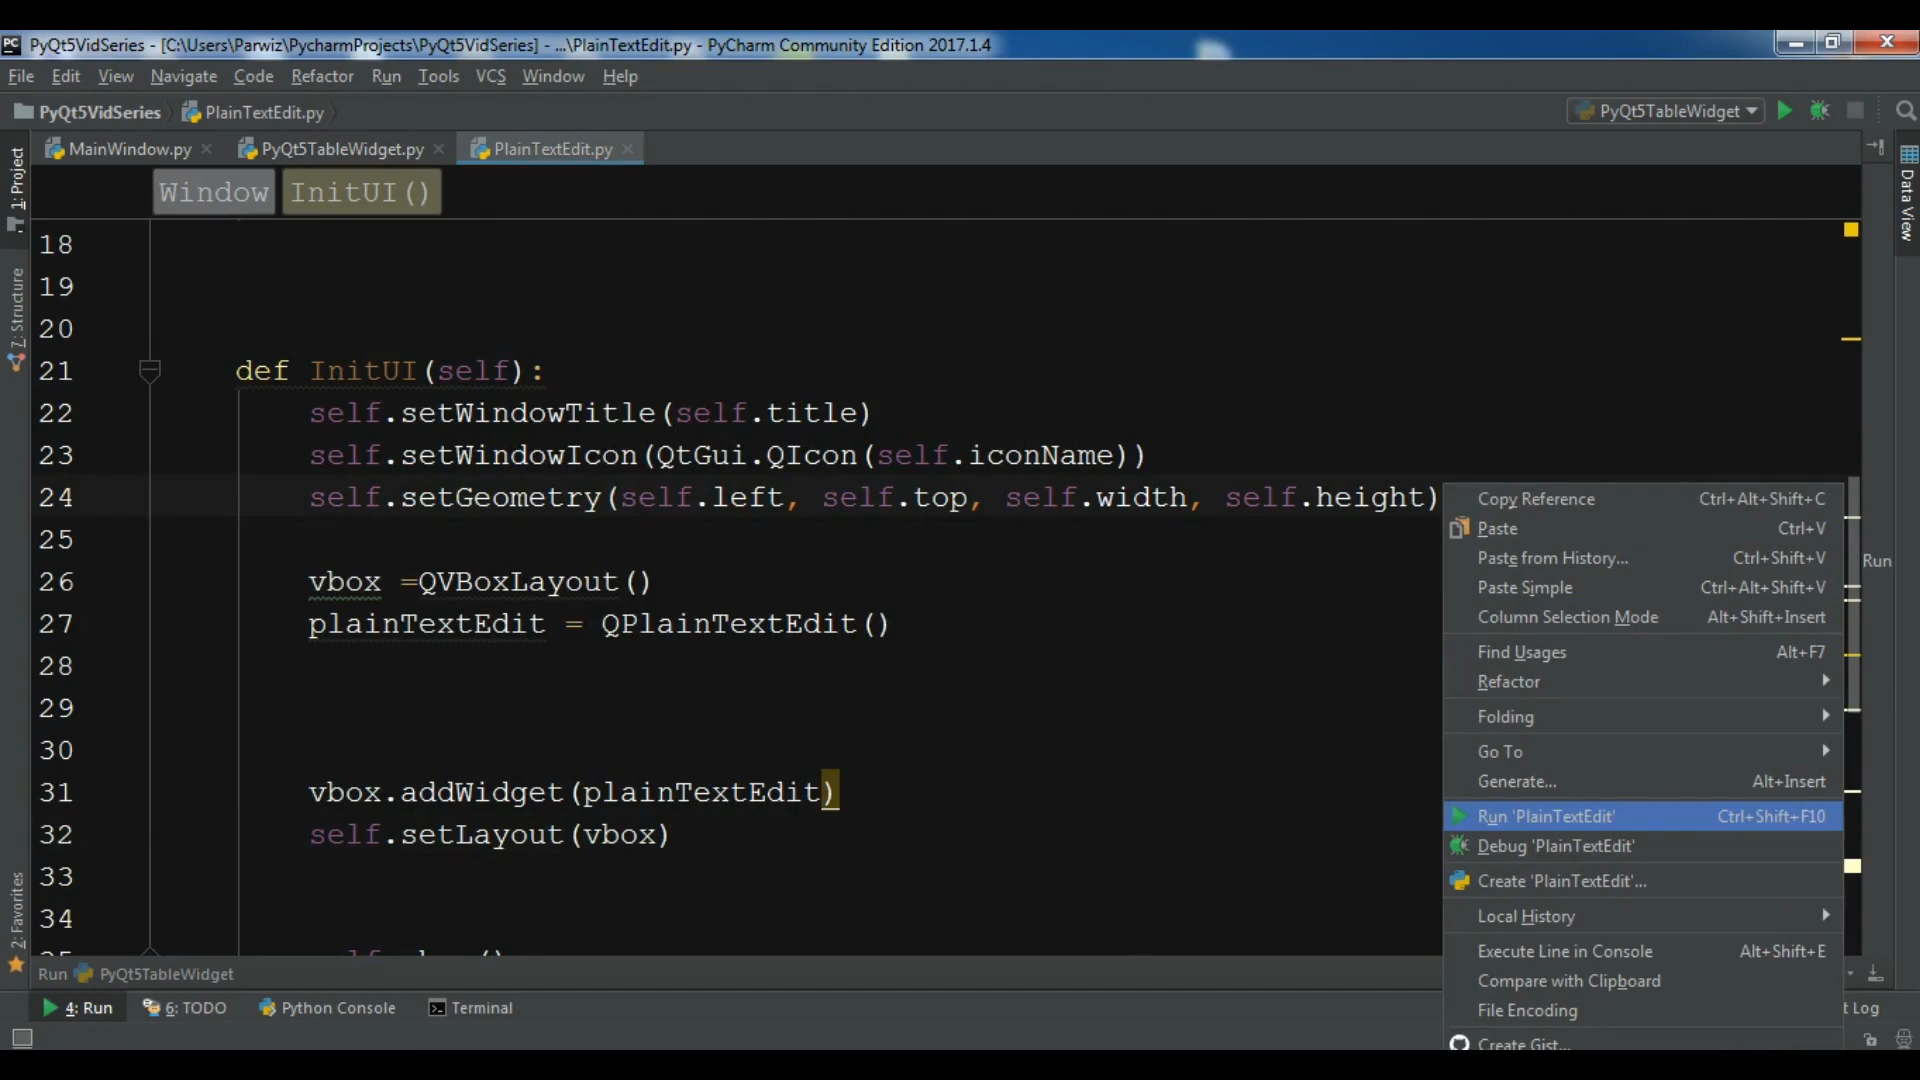 PyQt5VidSeries - [C:\Users\Parwiz\PycharmProjects\PyQt5VidSeries] - ...\PlainTextEdit.py - PyCharm Community Edition 2017.1.4
File Edit View Navigate Code Refactor Run Tools VCS Window Help
PyQt5VidSeries PlainTextEdit.py PyQt5TableWidget
MainWindow.py PyQt5TableWidget.py PlainTextEdit.py
1: Project
7: Structure
2: Favorites
Data View
Window InitUI()
18
19
20
21 def InitUI(self):
22 self.setWindowTitle(self.title)
23 self.setWindowIcon(QtGui.QIcon(self.iconName))
24 self.setGeometry(self.left, self.top, self.width, self.height)
25
26 vbox =QVBoxLayout()
27 plainTextEdit = QPlainTextEdit()
28
29
30
31 vbox.addWidget(plainTextEdit)
32 self.setLayout(vbox)
33
34
Copy Reference Ctrl+Alt+Shift+C
Paste Ctrl+V
Paste from History... Ctrl+Shift+V
Paste Simple Ctrl+Alt+Shift+V
Column Selection Mode Alt+Shift+Insert
Find Usages Alt+F7
Refactor
Folding
Go To
Generate... Alt+Insert
Run 'PlainTextEdit' Ctrl+Shift+F10
Debug 'PlainTextEdit'
Create 'PlainTextEdit'...
Local History
Execute Line in Console Alt+Shift+E
Compare with Clipboard
File Encoding
Create Gist...
Run
Run PyQt5TableWidget
4: Run 6: TODO Python Console Terminal
t Log